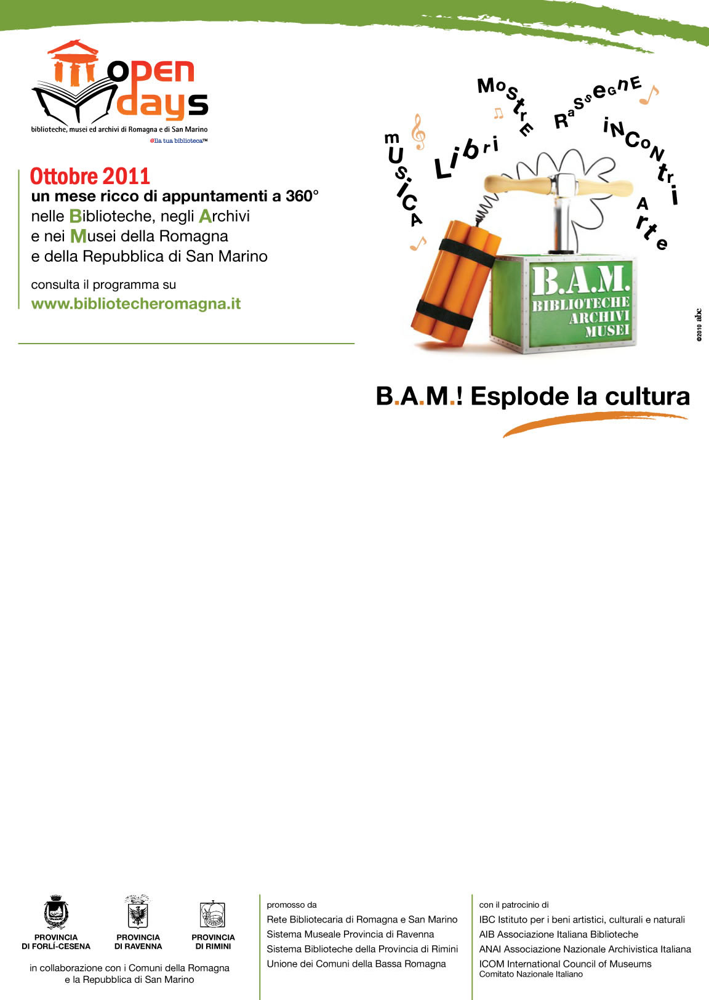 open
days
biblioteche, musei ed archivi di Romagna e di San Marino
@lla tua biblioteca™
Ottobre 2011
un mese ricco di appuntamenti a 360°
nelle Biblioteche, negli Archivi
e nei Musei della Romagna
e della Repubblica di San Marino
consulta il programma su
www.bibliotecheromagna.it
mUSiCA
Libri
MoStrE
RaSSeGnE
iNCoNtri
Arte
B.A.M.
BIBLIOTECHE
ARCHIVI
MUSEI
©2010 abc
B.A.M.! Esplode la cultura
PROVINCIA
DI FORLÍ-CESENA
PROVINCIA
DI RAVENNA
PROVINCIA
DI RIMINI
in collaborazione con i Comuni della Romagna
e la Repubblica di San Marino
promosso da
Rete Bibliotecaria di Romagna e San Marino
Sistema Museale Provincia di Ravenna
Sistema Biblioteche della Provincia di Rimini
Unione dei Comuni della Bassa Romagna
con il patrocinio di
IBC Istituto per i beni artistici, culturali e naturali
AIB Associazione Italiana Biblioteche
ANAI Associazione Nazionale Archivistica Italiana
ICOM International Council of Museums
Comitato Nazionale Italiano